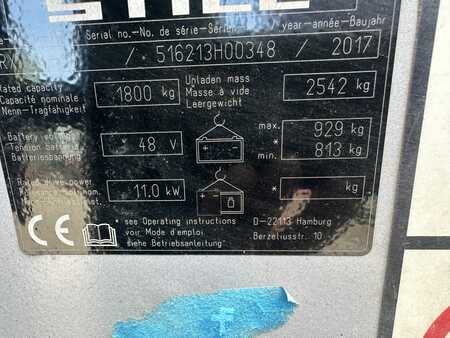 STILL
Serial no.-No de série-Serien year-année-Baujahr
/. 516213H00348 / 2017
Rated capacity
Capacité nominale
Nenn-Tragfähigkeit
1800 kg
Unladen mass
Masse à vide
Leergewicht
2542 kg
Battery voltage
Tension batterie
Batteriespannung
48 V
max. 929 kg
* min. 813 kg
Rated drive power
11.0 kW
* kg
CE
* see Operating instructions
voir Mode d'emploi
siehe Betriebsanleitung
D-22113 Hamburg
Berzeliusstr. 10